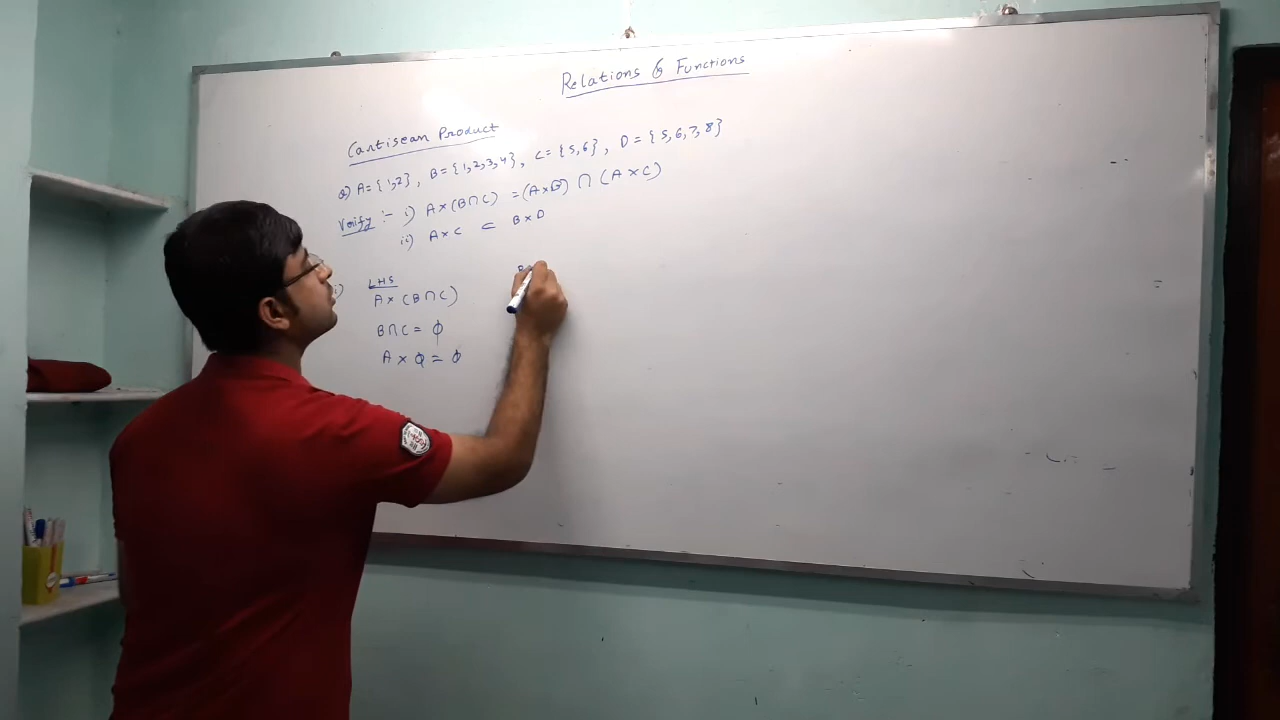 Relations & Functions
Cartisean Product
Q) A = {1,2} , B = {1,2,3,4} , C = {5,6} , D = {5,6,7,8}
Verify :- i) A×(B∩C) = (A×B) ∩ (A×C)
ii) A×C ⊂ B×D
i) LHS
A×(B∩C)
B∩C = ϕ
A×ϕ = ϕ